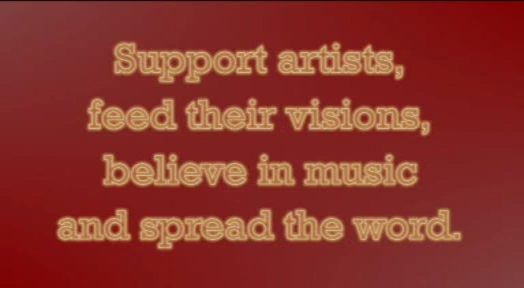 Support artists,
feed their visions,
believe in music
and spread the word.